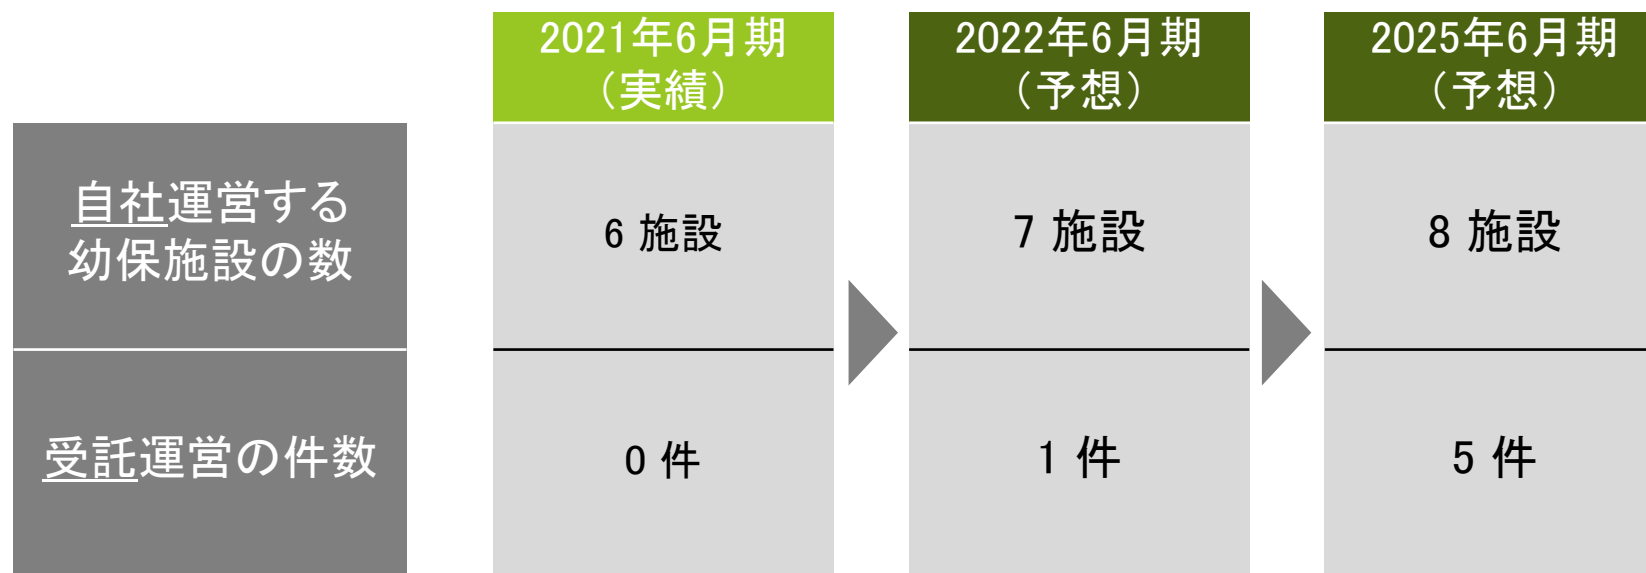 2021年6月期
（実績）
2022年6月期
（予想）
2025年6月期
（予想）
自社運営する
幼保施設の数
6 施設
7 施設
8 施設
受託運営の件数
0 件
1 件
5 件